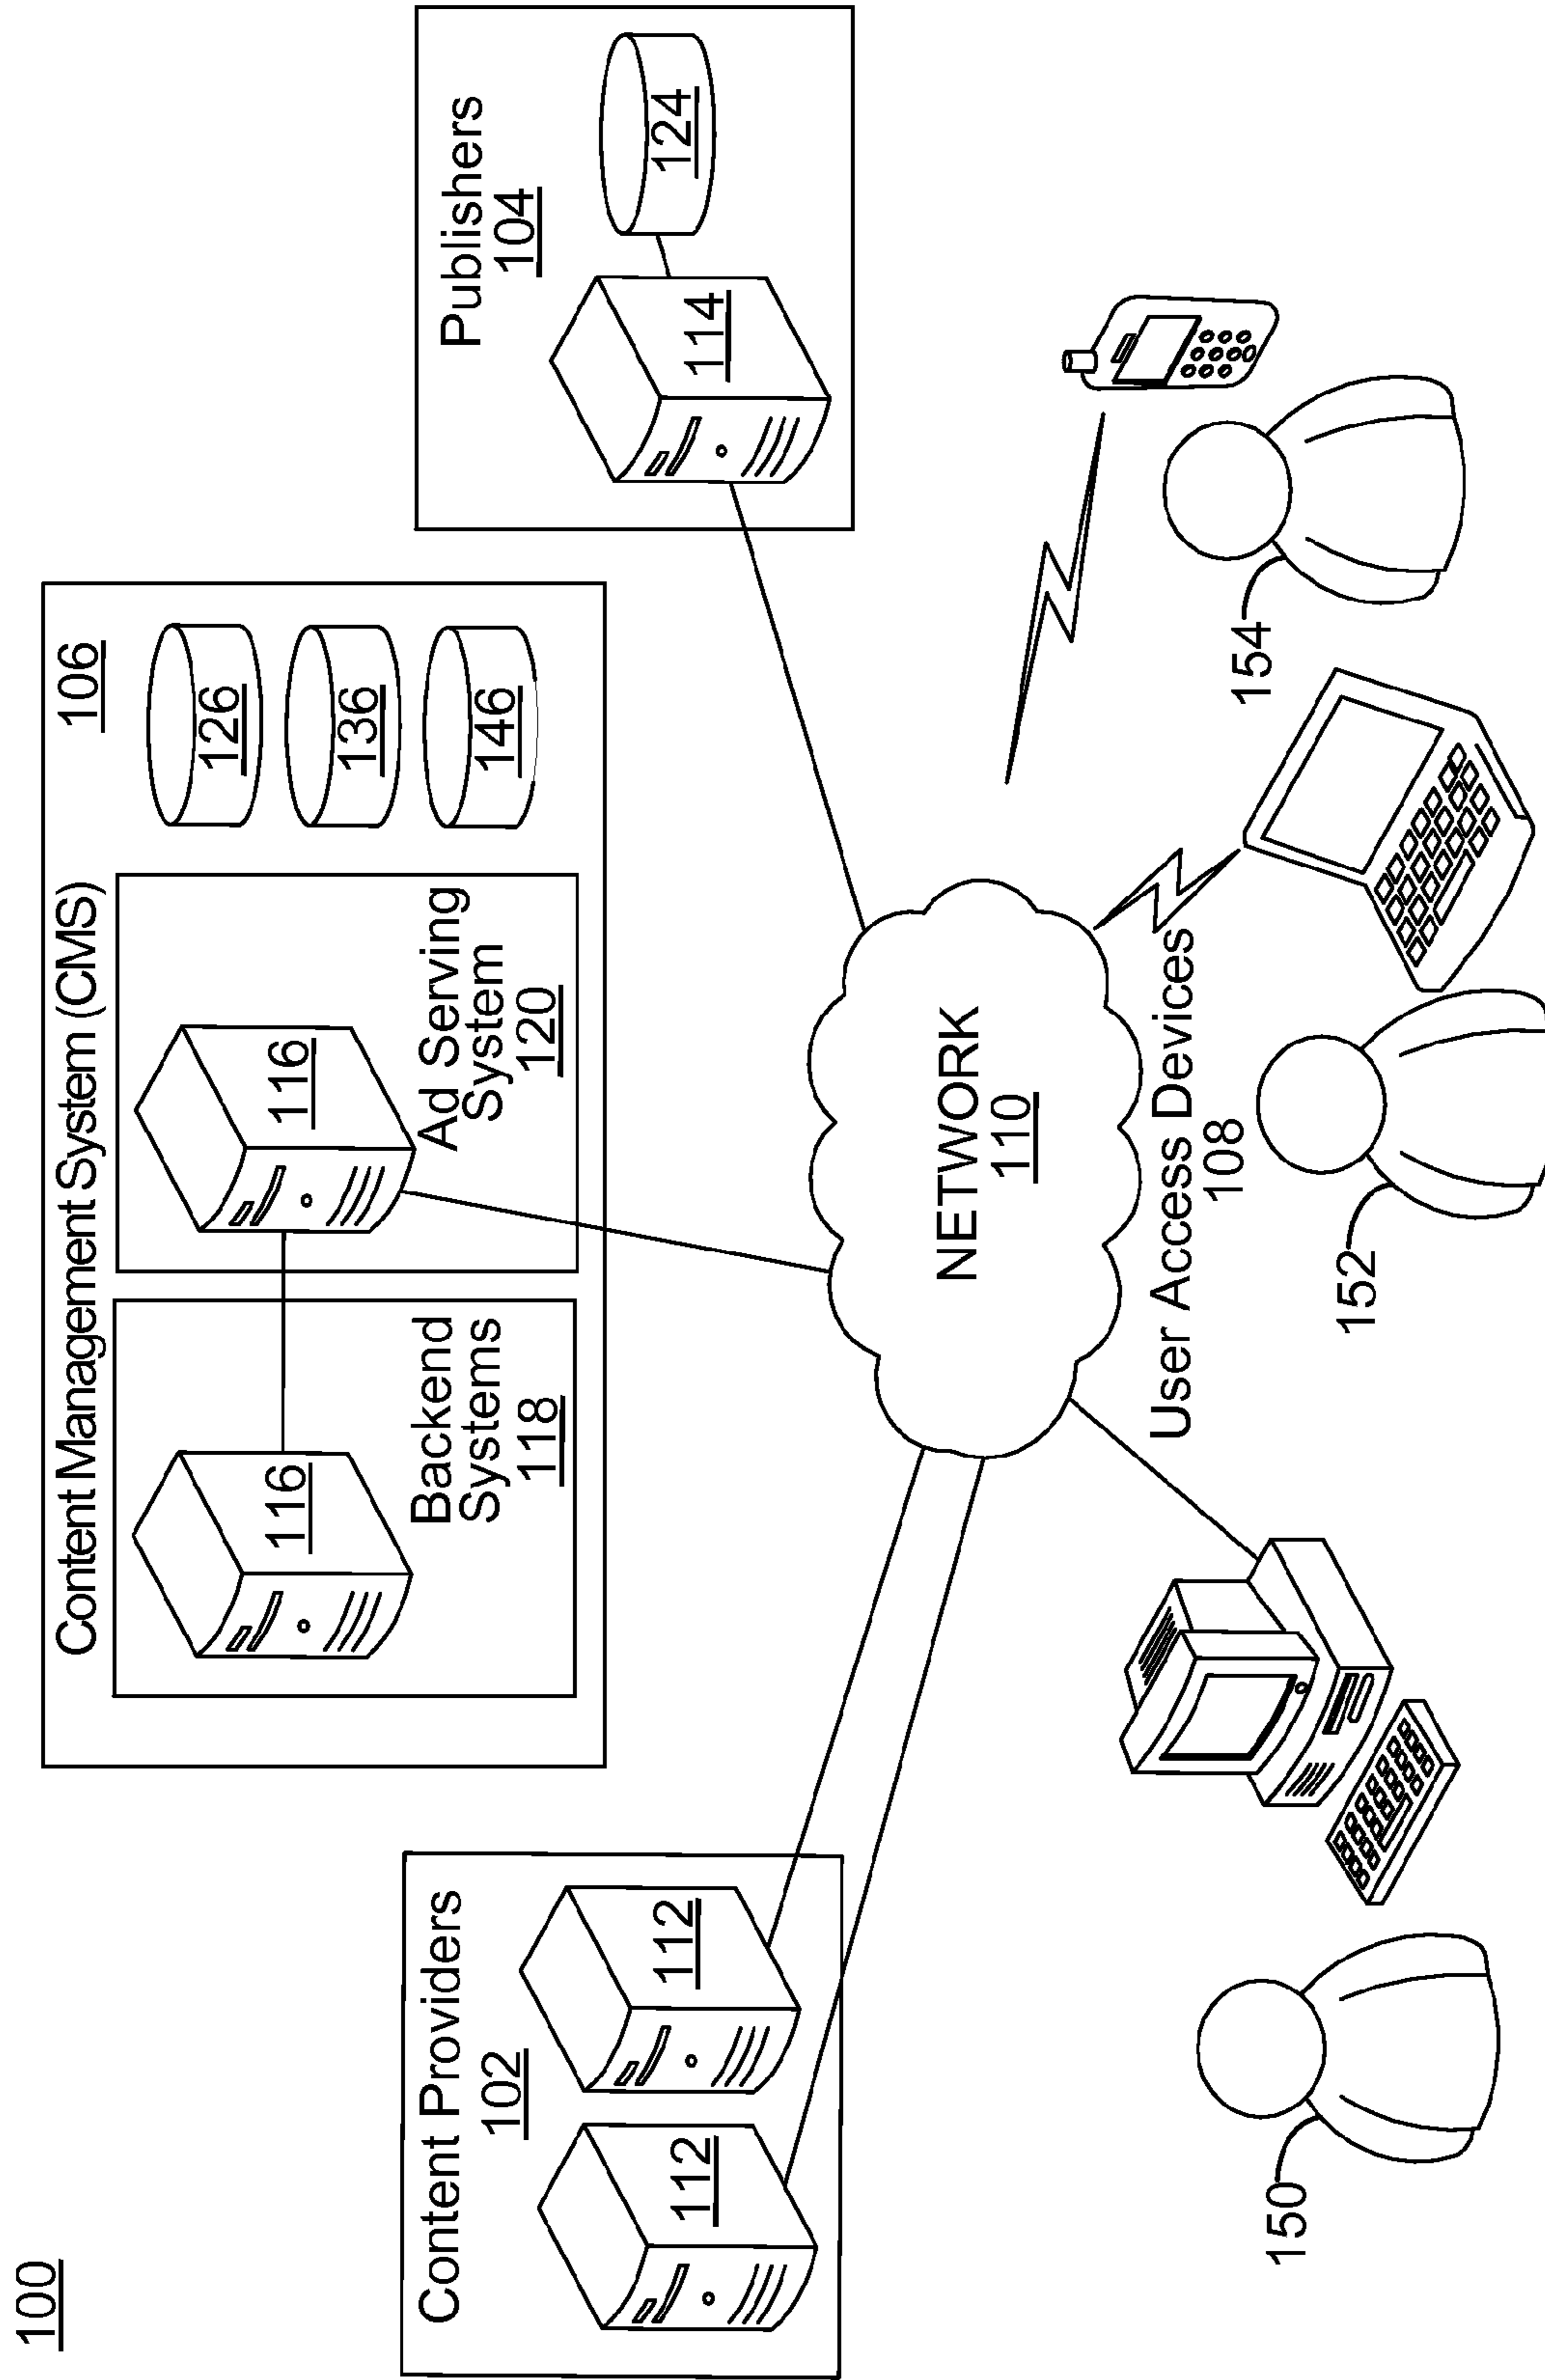 100
Content Management System (CMS)
106
116
Backend
Systems
118
116
Ad Serving
System
120
126
136
146
Content Providers
102
112
112
Publishers
104
114
124
NETWORK
110
User Access Devices
108
150
152
154